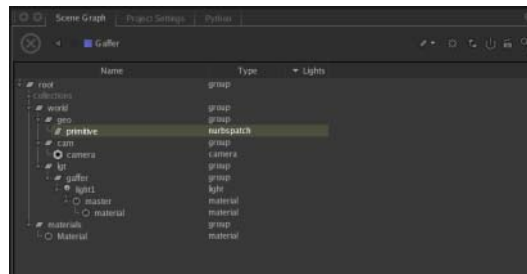 Scene Graph Project Settings Python
Gaffer
Name Type Lights
root group
collections
world group
geo group
primitive nurbspatch
cam group
camera camera
lgt group
gaffer group
light1 light
master material
material material
materials group
Material material